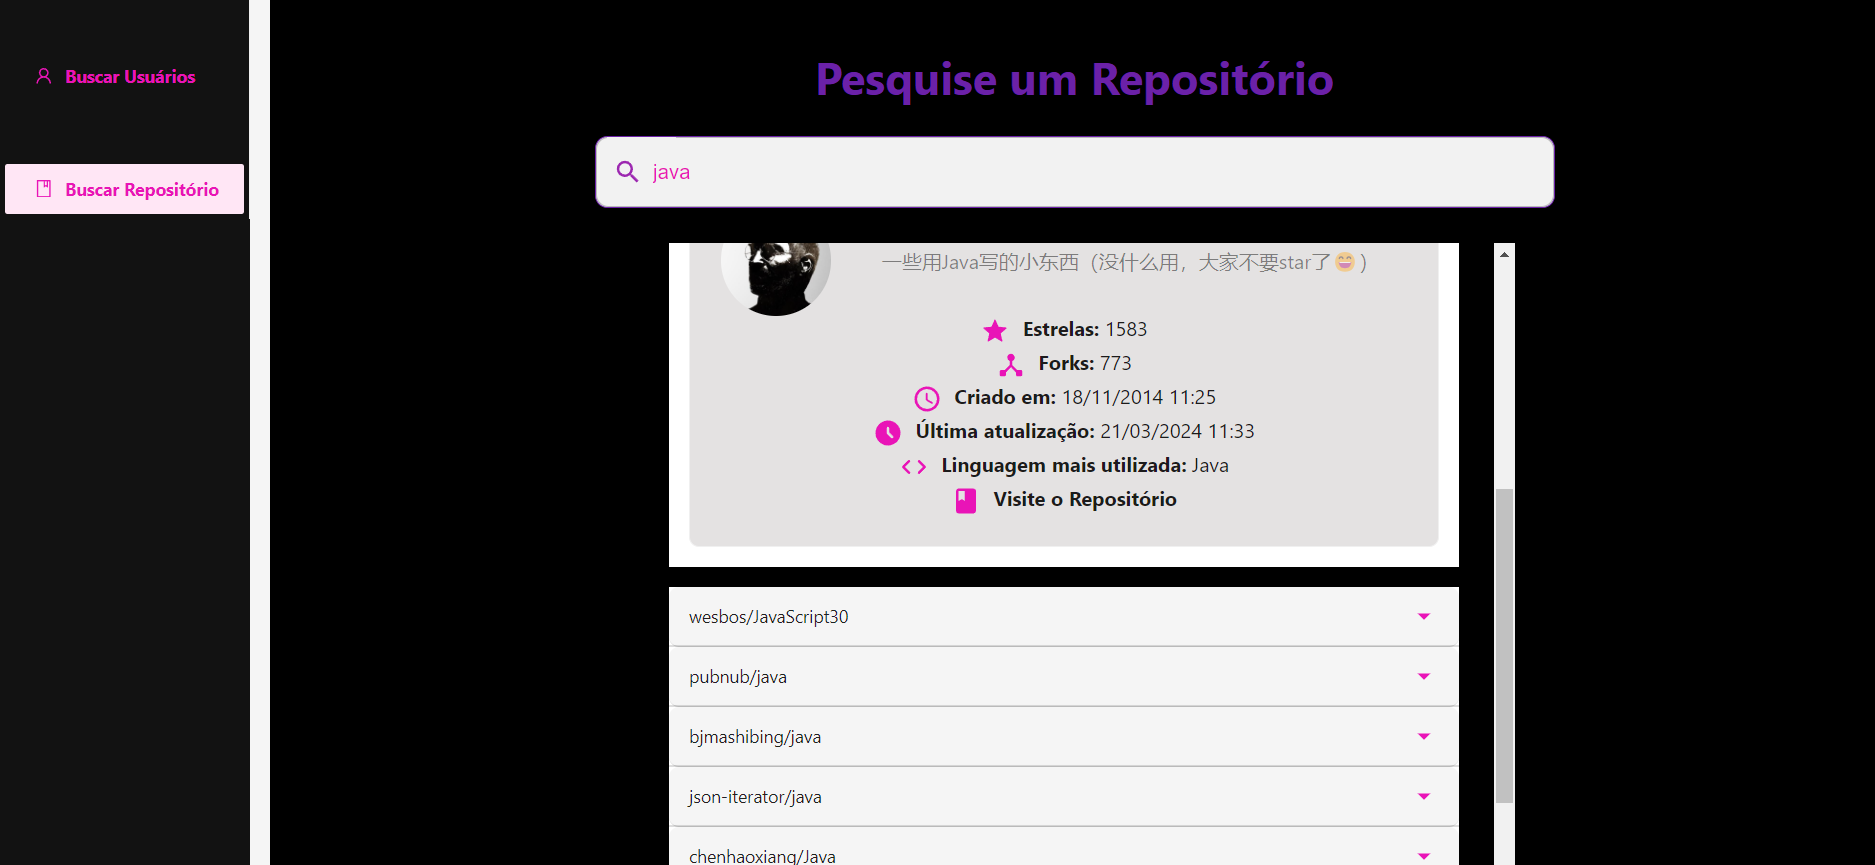 Buscar Usuários
Buscar Repositório
Pesquise um Repositório
java
一些用Java写的小东西（没什么用，大家不要star了😄）
Estrelas: 1583
Forks: 773
Criado em: 18/11/2014 11:25
Última atualização: 21/03/2024 11:33
Linguagem mais utilizada: Java
Visite o Repositório
wesbos/JavaScript30
pubnub/java
bjmashibing/java
json-iterator/java
chenhaoxiang/Java